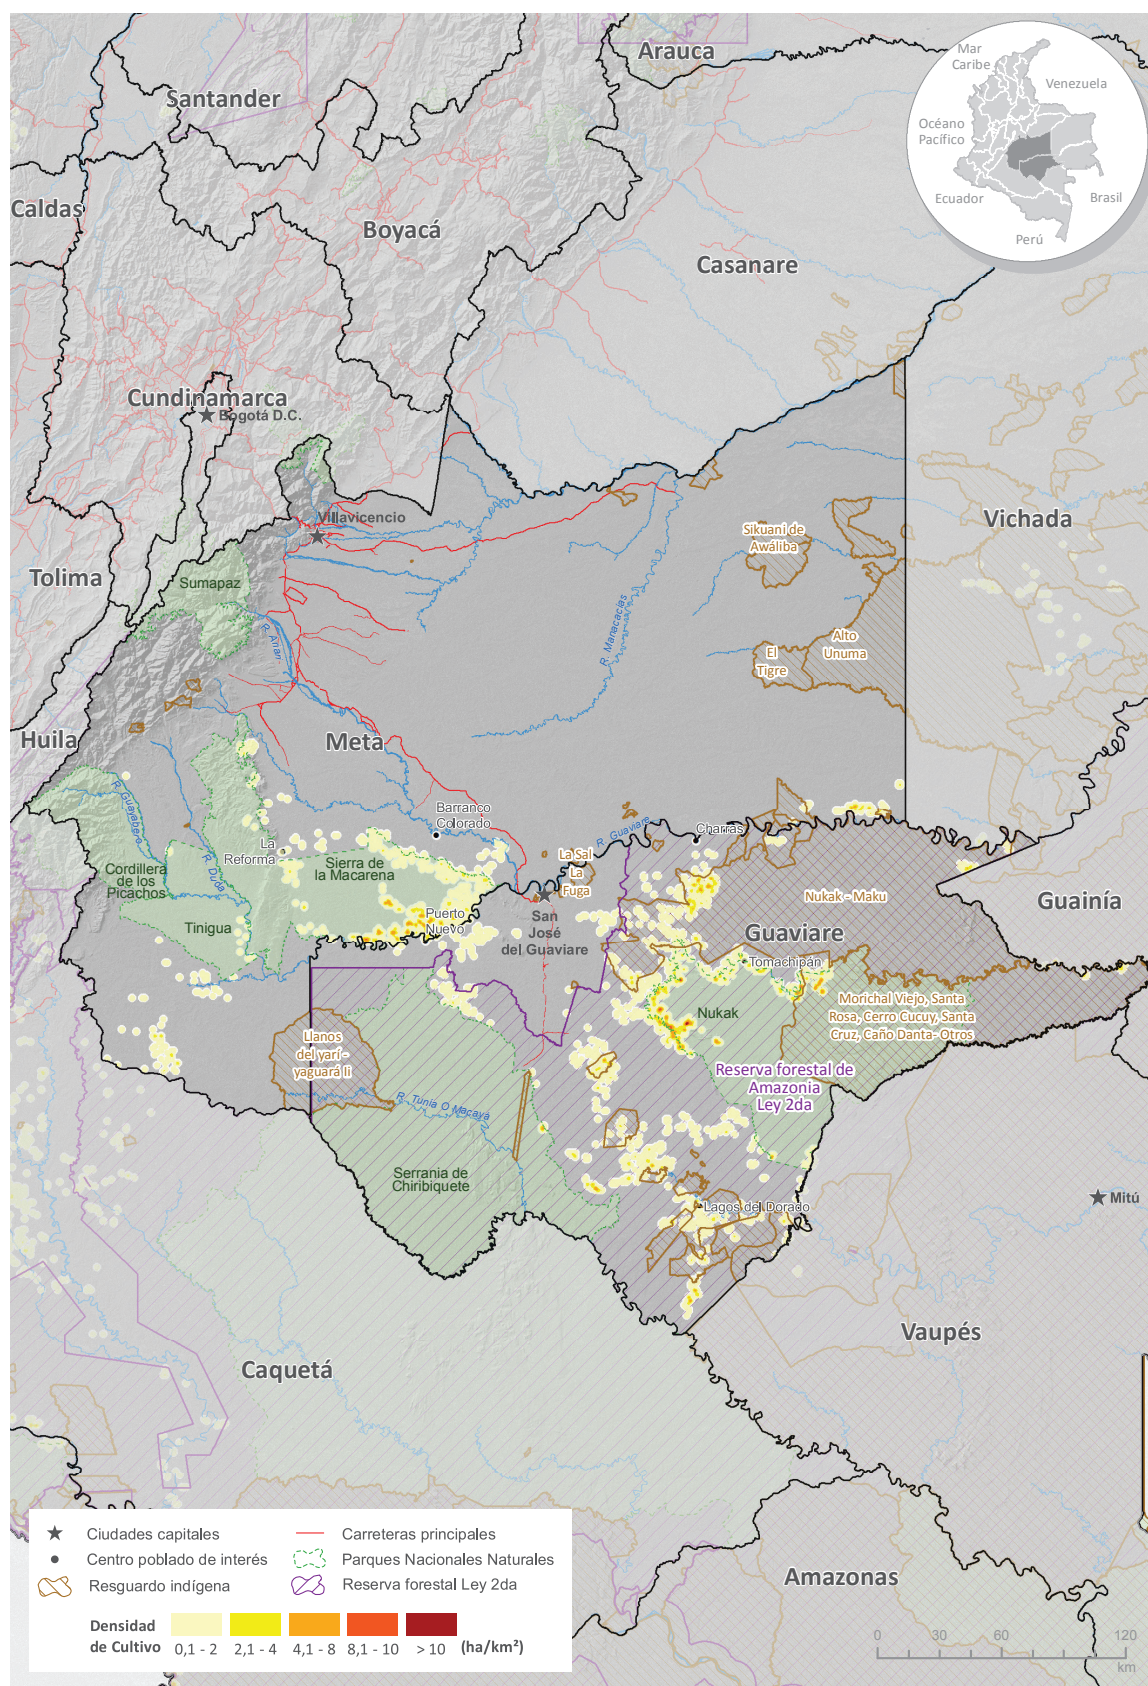 Arauca
Mar
Caribe
Venezuela
Océano
Pacífico
Ecuador
Brasil
Perú
Santander
Caldas
Boyacá
Casanare
Cundinamarca
Bogotá D.C.
Villavicencio
Vichada
Sikuani de
Awáliba
Tolima
Sumapaz
R. Ariari
R. Manacacías
Alto
Unuma
El
Tigre
Huila
Meta
R. Guayabero
R. Duda
Barranco
Colorado
R. Guaviare
Charras
La
Reforma
Sierra de
la Macarena
La Sal
La
Fuga
Cordillera
de los
Picachos
Nukak - Maku
Guainía
Tinigua
Puerto
Nuevo
San
José
del Guaviare
Guaviare
Tomachipán
Morichal Viejo, Santa
Rosa, Cerro Cucuy, Santa
Cruz, Caño Danta- Otros
Nukak
Llanos
del yarí -
yaguará li
Reserva forestal de
Amazonia
Ley 2da
R. Tunia O Macayá
Serrania de
Chiribiquete
Lagos del Dorado
Mitú
Vaupés
Caquetá
Amazonas
Ciudades capitales
Centro poblado de interés
Resguardo indígena
Carreteras principales
Parques Nacionales Naturales
Reserva forestal Ley 2da
Densidad
de Cultivo
0,1 - 2
2,1 - 4
4,1 - 8
8,1 - 10
> 10
(ha/km²)
0
30
60
120
km